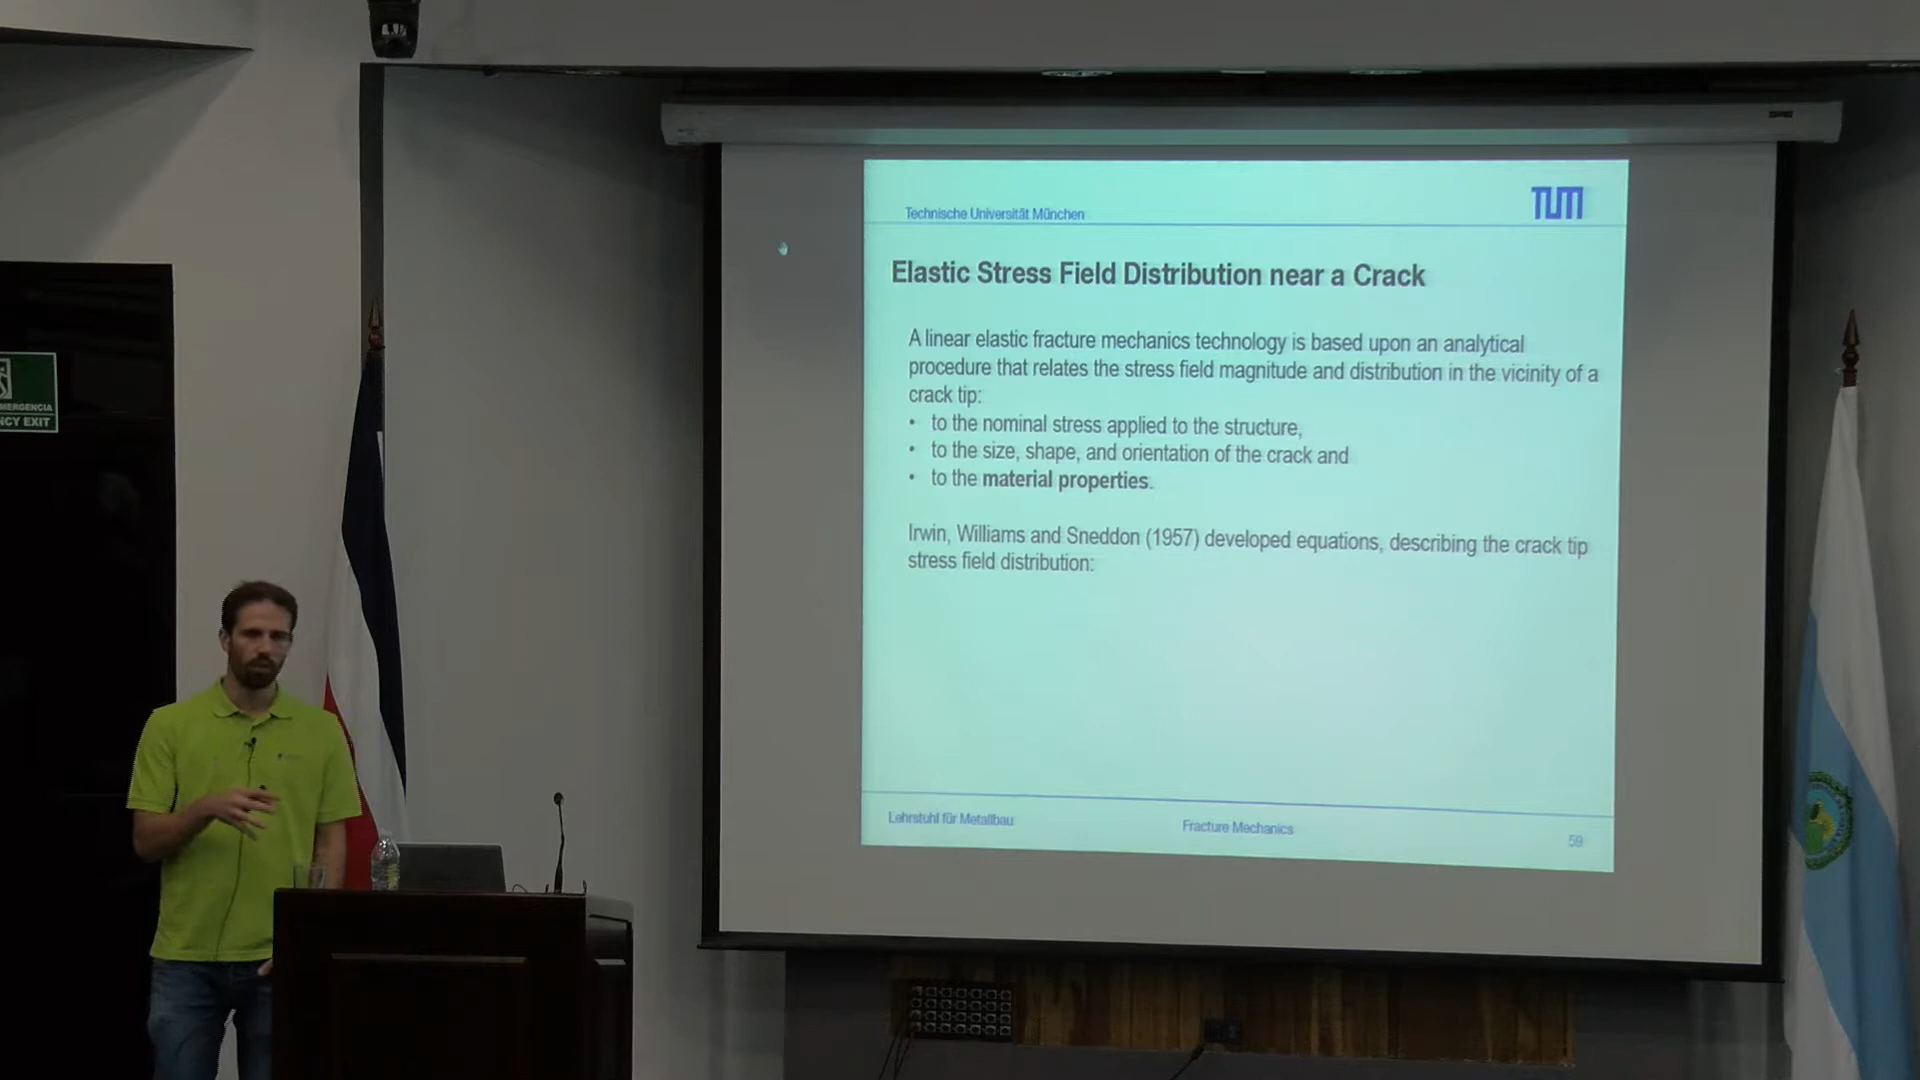 Technische Universität München
TUM
Elastic Stress Field Distribution near a Crack
A linear elastic fracture mechanics technology is based upon an analytical
procedure that relates the stress field magnitude and distribution in the vicinity of a
crack tip:
• to the nominal stress applied to the structure,
• to the size, shape, and orientation of the crack and
• to the material properties.
Irwin, Williams and Sneddon (1957) developed equations, describing the crack tip
stress field distribution:
Lehrstuhl für Metallbau
Fracture Mechanics
59
MERGENCIA
NCY EXIT